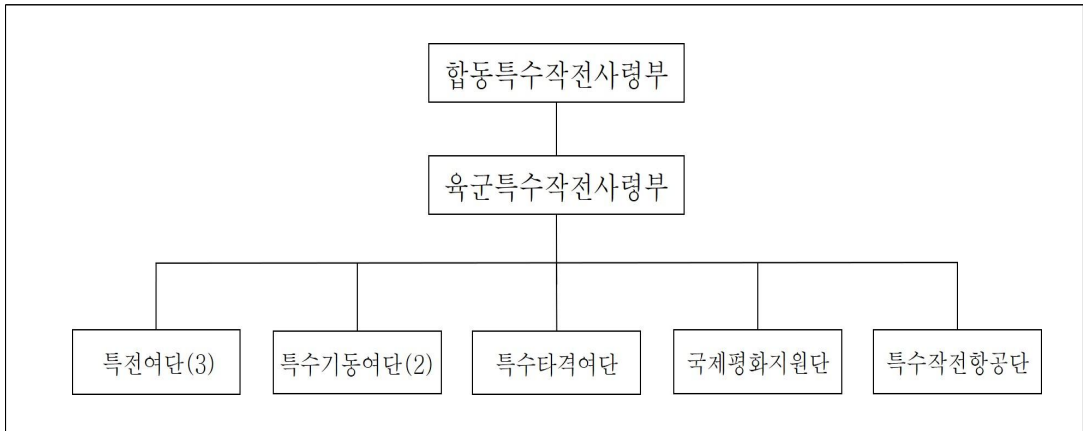 합동특수작전사령부
육군특수작전사령부
특전여단(3)
특수기동여단(2)
특수타격여단
국제평화지원단
특수작전항공단